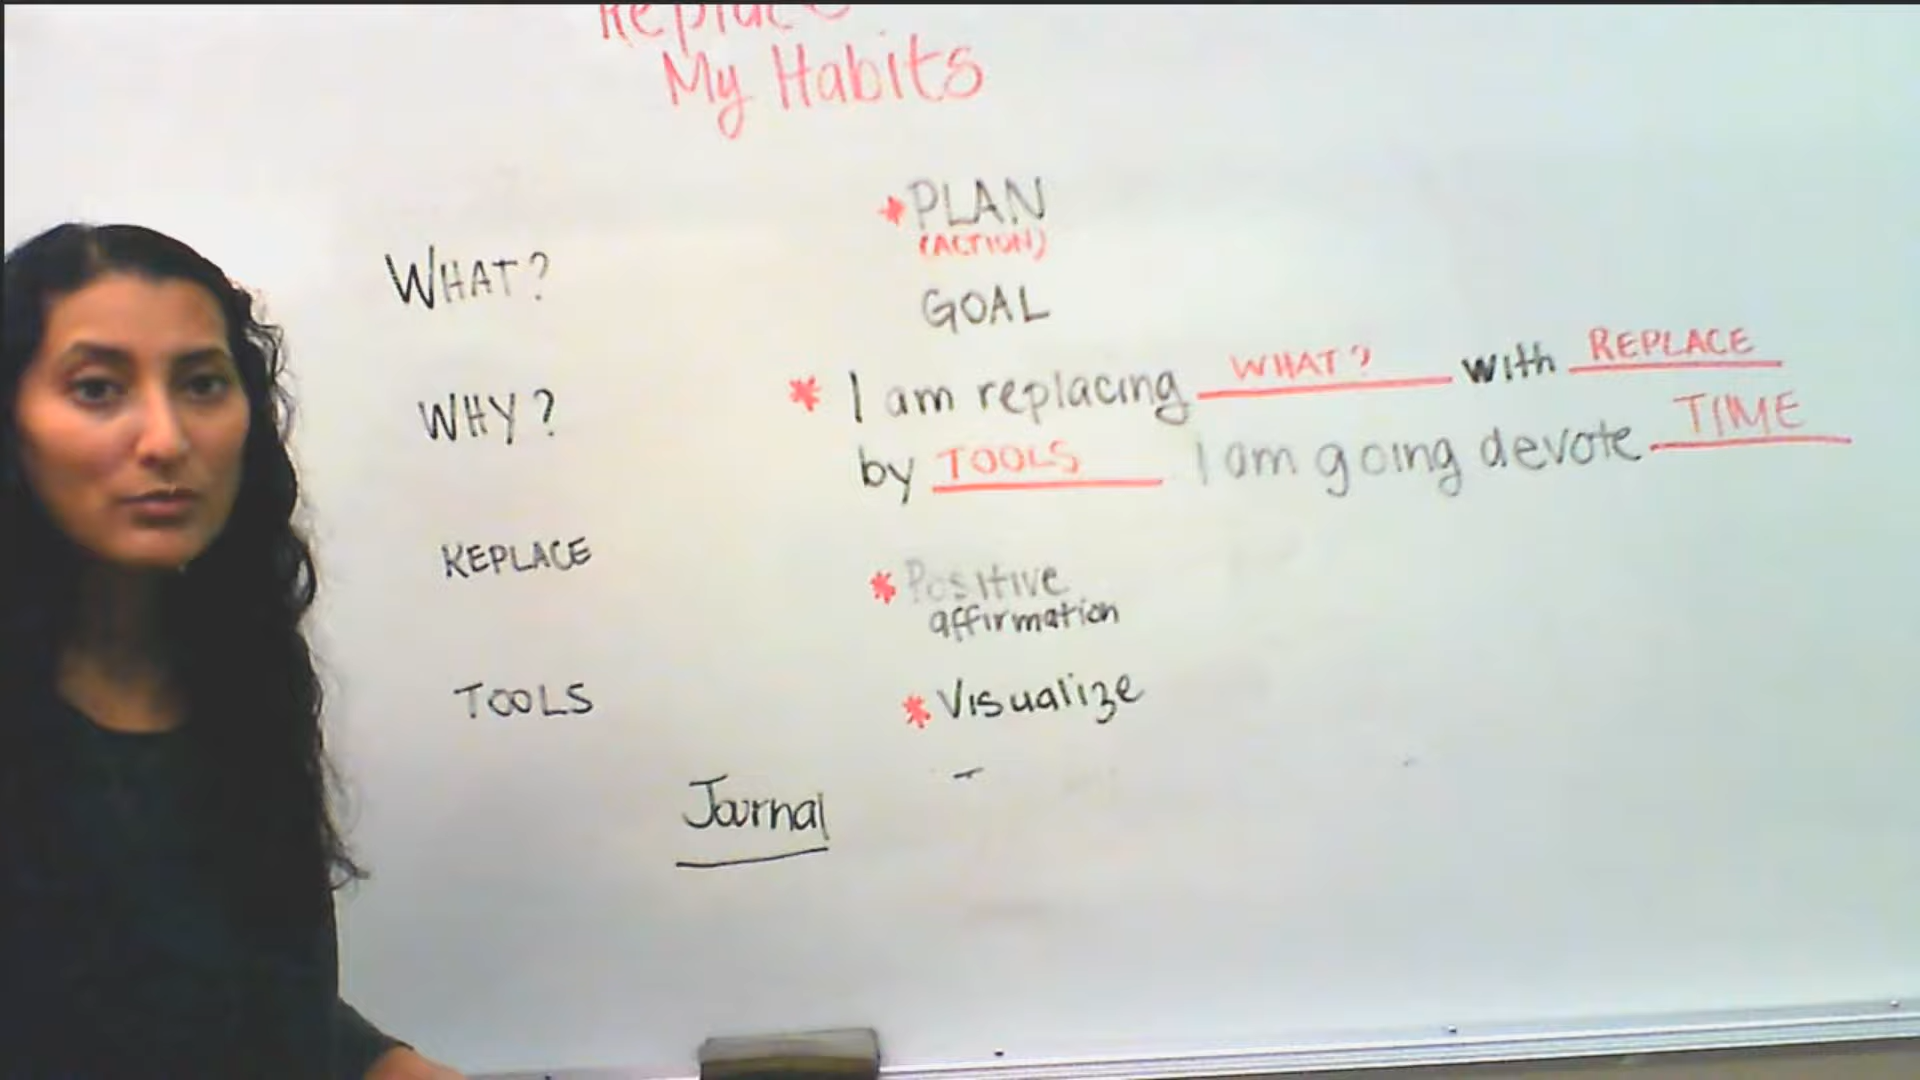 Replace
My Habits
WHAT?
WHY?
REPLACE
TOOLS
* PLAN
(ACTION)
GOAL
* I am replacing WHAT? with REPLACE
by TOOLS I am going devote TIME
* Positive
affirmation
* Visualize
Journal